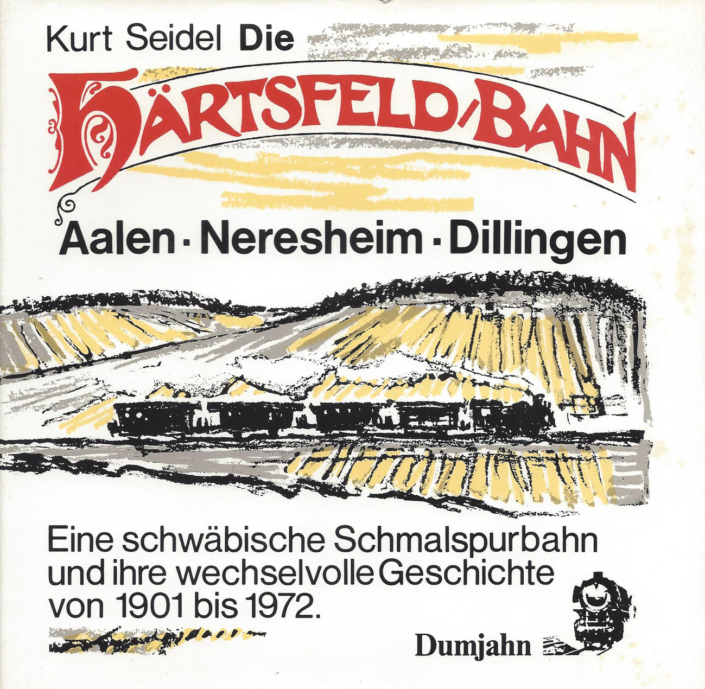 Kurt Seidel Die
HÄRTSFELD/BAHN
Aalen · Neresheim · Dillingen
Eine schwäbische Schmalspurbahn
und ihre wechselvolle Geschichte
von 1901 bis 1972.
Dumjahn